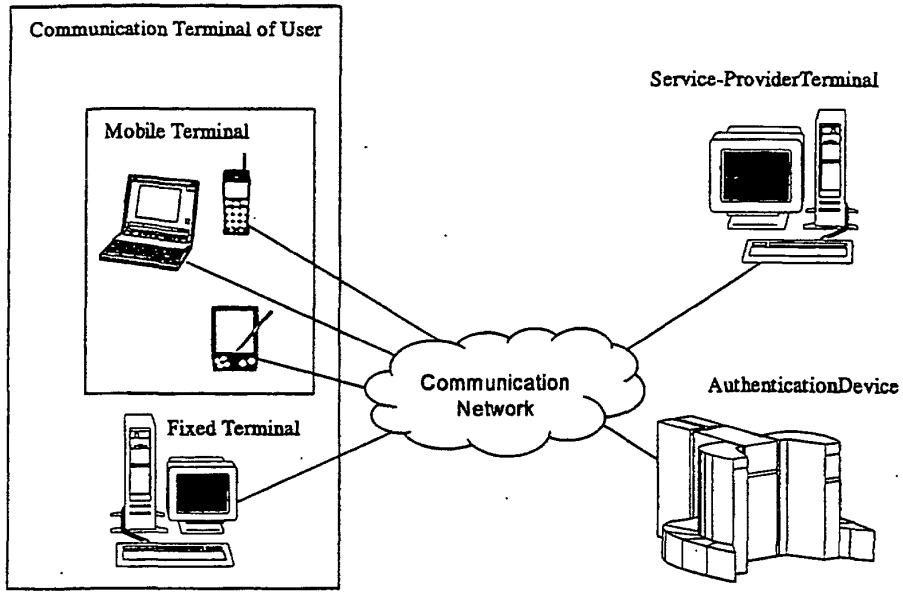 Communication Terminal of User
Mobile Terminal
Fixed Terminal
Communication
Network
Service-ProviderTerminal
AuthenticationDevice